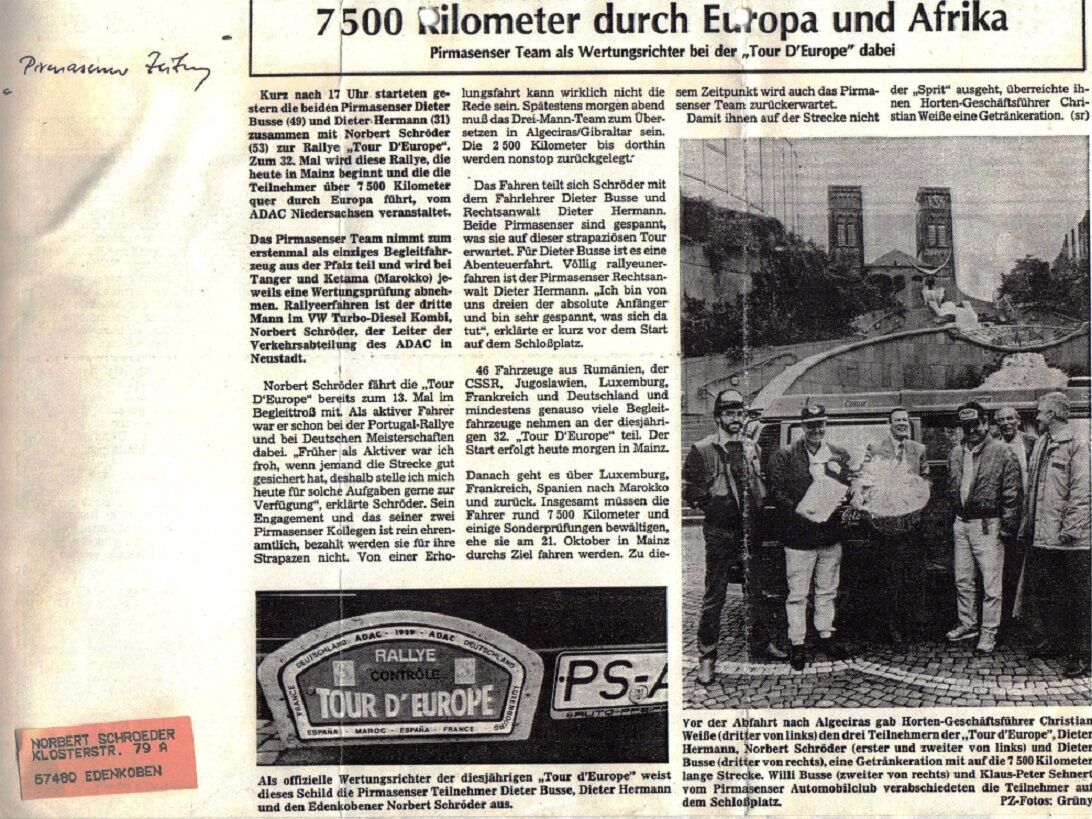 7500 Kilometer durch Europa und Afrika
Pirmasenser Team als Wertungsrichter bei der „Tour D'Europe" dabei
Pirmasenser Zeitung
Kurz nach 17 Uhr starteten ge-
stern die beiden Pirmasenser Dieter
Busse (49) und Dieter Hermann (31)
zusammen mit Norbert Schröder
(53) zur Rallye „Tour D'Europe".
Zum 32. Mal wird diese Rallye, die
heute in Mainz beginnt und die die
Teilnehmer über 7500 Kilometer
quer durch Europa führt, vom
ADAC Niedersachsen veranstaltet.
Das Pirmasenser Team nimmt zum
erstenmal als einziges Begleitfahr-
zeug aus der Pfalz teil und wird bei
Tanger und Ketama (Marokko) je-
weils eine Wertungsprüfung abneh-
men. Rallyeerfahren ist der dritte
Mann im VW Turbo-Diesel Kombi,
Norbert Schröder, der Leiter der
Verkehrsabteilung des ADAC in
Neustadt.
Norbert Schröder fährt die „Tour
D'Europe" bereits zum 13. Mal im
Begleittroß mit. Als aktiver Fahrer
war er schon bei der Portugal-Rallye
und bei Deutschen Meisterschaften
dabei. „Früher als Aktiver war ich
froh, wenn jemand die Strecke gut
gesichert hat, deshalb stelle ich mich
heute für solche Aufgaben gerne zur
Verfügung", erklärte Schröder. Sein
Engagement und das seiner zwei
Pirmasenser Kollegen ist rein ehren-
amtlich, bezahlt werden sie für ihre
Strapazen nicht. Von einer Erho-
lungsfahrt kann wirklich nicht die
Rede sein. Spätestens morgen abend
muß das Drei-Mann-Team zum Über-
setzen in Algeciras/Gibraltar sein.
Die 2500 Kilometer bis dorthin
werden nonstop zurückgelegt.
Das Fahren teilt sich Schröder mit
dem Fahrlehrer Dieter Busse und
Rechtsanwalt Dieter Hermann.
Beide Pirmasenser sind gespannt,
was sie auf dieser strapaziösen Tour
erwartet. Für Dieter Busse ist es eine
Abenteuerfahrt. Völlig rallyeuner-
fahren ist der Pirmasenser Rechtsan-
walt Dieter Hermann. „Ich bin von
uns dreien der absolute Anfänger
und bin sehr gespannt, was sich da
tut", erklärte er kurz vor dem Start
auf dem Schloßplatz.
46 Fahrzeuge aus Rumänien, der
CSSR, Jugoslawien, Luxemburg,
Frankreich und Deutschland und
mindestens genauso viele Begleit-
fahrzeuge nehmen an der diesjähri-
gen 32. „Tour D'Europe" teil. Der
Start erfolgt heute morgen in Mainz.
Danach geht es über Luxemburg,
Frankreich, Spanien nach Marokko
und zurück. Insgesamt müssen die
Fahrer rund 7500 Kilometer und
einige Sonderprüfungen bewältigen,
ehe sie am 21. Oktober in Mainz
durchs Ziel fahren werden. Zu die-
sem Zeitpunkt wird auch das Pirma-
senser Team zurückerwartet.
Damit ihnen auf der Strecke nicht
der „Sprit" ausgeht, überreichte ih-
nen Horten-Geschäftsführer Chri-
stian Weiße eine Getränkeration. (sr)
DEUTSCHLAND ADAC - 1989 - ADAC DEUTSCHLAND
RALLYE
CONTRÔLE
TOUR D'EUROPE
FRANCE
LUXEMBOURG
ESPAÑA - MAROC - ESPAÑA - FRANCE
PS-A
Als offizielle Wertungsrichter der diesjährigen „Tour d'Europe" weist
dieses Schild die Pirmasenser Teilnehmer Dieter Busse, Dieter Hermann
und den Edenkobener Norbert Schröder aus.
Vor der Abfahrt nach Algeciras gab Horten-Geschäftsführer Christian
Weiße (dritter von links) den drei Teilnehmern der „Tour d'Europe", Dieter
Hermann, Norbert Schröder (erster und zweiter von links) und Dieter
Busse (dritter von rechts), eine Getränkeration mit auf die 7500 Kilometer
lange Strecke. Willi Busse (zweiter von rechts) und Klaus-Peter Sehnert
vom Pirmasenser Automobilclub verabschiedeten die Teilnehmer auf
dem Schloßplatz.
PZ-Fotos: Grüny
NORBERT SCHROEDER
KLOSTERSTR. 79 A
67480 EDENKOBEN